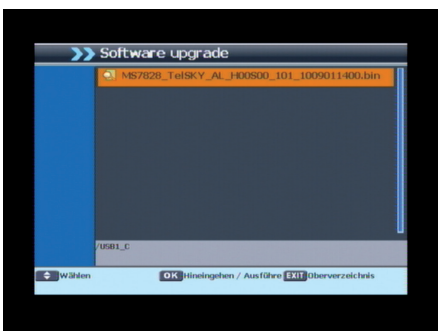 Software upgrade
MS7828_TelSKY_AL_H00S00_101_1009011400.bin
/USB1_C
Wählen OK Hineingehen / Ausführe EXIT Oberverzeichnis